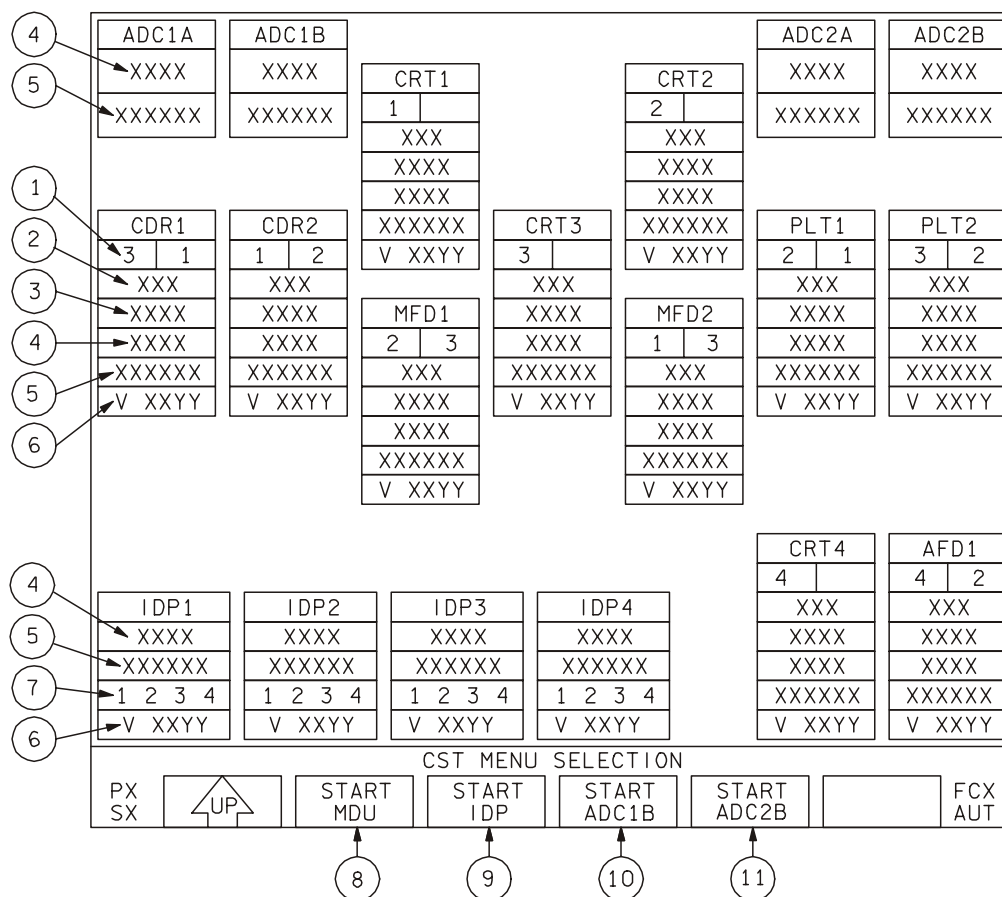 4
5
ADC1A
XXXX
XXXXXX
ADC1B
XXXX
XXXXXX
CRT1
1
XXX
XXXX
XXXX
XXXXXX
V XXYY
CRT2
2
XXX
XXXX
XXXX
XXXXXX
V XXYY
ADC2A
XXXX
XXXXXX
ADC2B
XXXX
XXXXXX
1
2
3
4
5
6
CDR1
3 1
XXX
XXXX
XXXX
XXXXXX
V XXYY
CDR2
1 2
XXX
XXXX
XXXX
XXXXXX
V XXYY
MFD1
2 3
XXX
XXXX
XXXX
XXXXXX
V XXYY
CRT3
3
XXX
XXXX
XXXX
XXXXXX
V XXYY
MFD2
1 3
XXX
XXXX
XXXX
XXXXXX
V XXYY
PLT1
2 1
XXX
XXXX
XXXX
XXXXXX
V XXYY
PLT2
3 2
XXX
XXXX
XXXX
XXXXXX
V XXYY
4
5
7
6
IDP1
XXXX
XXXXXX
1 2 3 4
V XXYY
IDP2
XXXX
XXXXXX
1 2 3 4
V XXYY
IDP3
XXXX
XXXXXX
1 2 3 4
V XXYY
IDP4
XXXX
XXXXXX
1 2 3 4
V XXYY
CRT4
4
XXX
XXXX
XXXX
XXXXXX
V XXYY
AFD1
4 2
XXX
XXXX
XXXX
XXXXXX
V XXYY
CST MENU SELECTION
PX
SX
UP
START
MDU
START
IDP
START
ADC1B
START
ADC2B
FCX
AUT
8
9
10
11